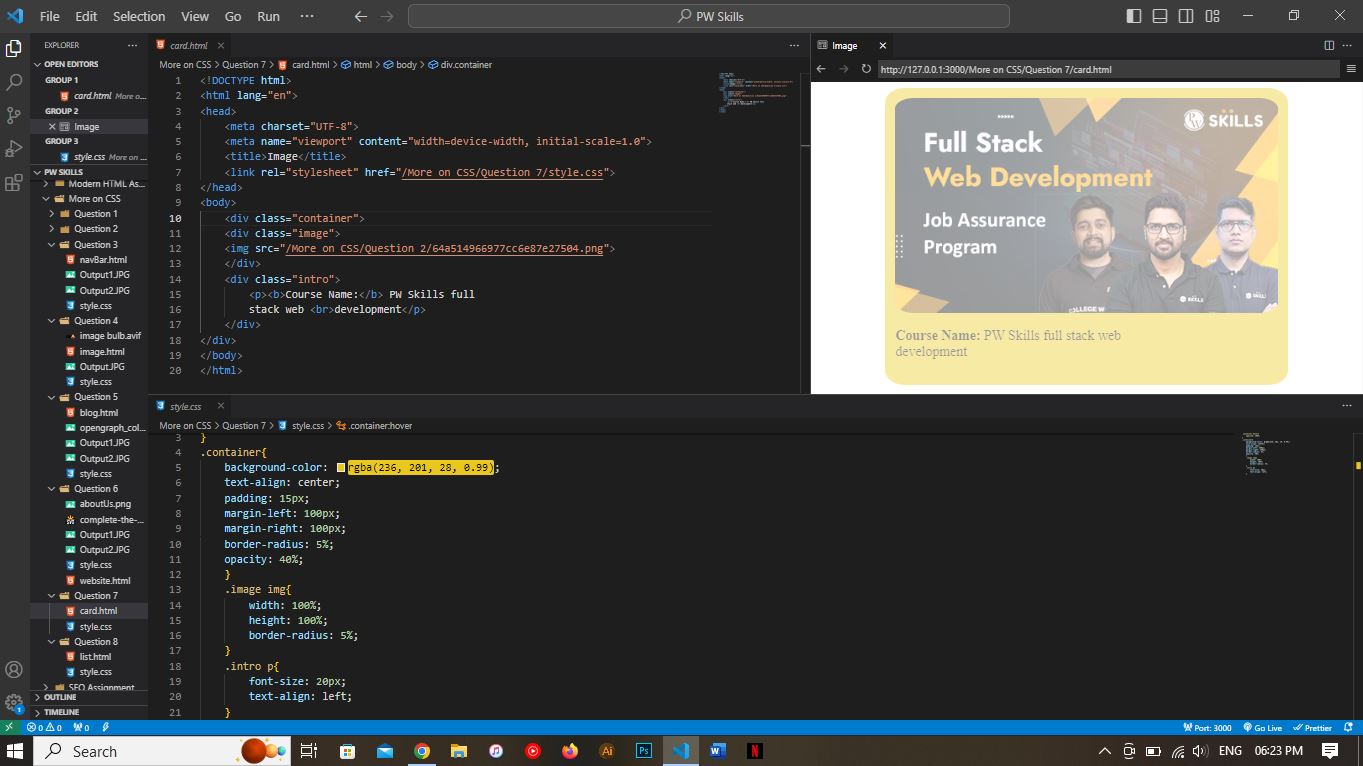 File Edit Selection View Go Run ··· PW Skills
EXPLORER ···
OPEN EDITORS
GROUP 1
card.html More o...
GROUP 2
Image
GROUP 3
style.css More on ...
PW SKILLS
Modern HTML As...
More on CSS
Question 1
Question 2
Question 3
navBar.html
Output1.JPG
Output2.JPG
style.css
Question 4
image bulb.avif
image.html
Output.JPG
style.css
Question 5
blog.html
opengraph_col...
Output1.JPG
Output2.JPG
style.css
Question 6
aboutUs.png
complete-the-...
Output1.JPG
Output2.JPG
style.css
website.html
Question 7
card.html
style.css
Question 8
list.html
style.css
SEO Assignment
OUTLINE
TIMELINE
card.html
More on CSS > Question 7 > card.html > html > body > div.container
1 <!DOCTYPE html>
2 <html lang="en">
3 <head>
4 <meta charset="UTF-8">
5 <meta name="viewport" content="width=device-width, initial-scale=1.0">
6 <title>Image</title>
7 <link rel="stylesheet" href="/More on CSS/Question 7/style.css">
8 </head>
9 <body>
10 <div class="container">
11 <div class="image">
12 <img src="/More on CSS/Question 2/64a514966977cc6e87e27504.png">
13 </div>
14 <div class="intro">
15 <p><b>Course Name:</b> PW Skills full
16 stack web <br>development</p>
17 </div>
18 </div>
19 </body>
20 </html>
Image
http://127.0.0.1:3000/More on CSS/Question 7/card.html
SKILLS
Full Stack
Web Development
Job Assurance
Program
COLLEGE W
SKILLS
SKILLS
Course Name: PW Skills full stack web
development
style.css
More on CSS > Question 7 > style.css > .container:hover
3 }
4 .container{
5 background-color: rgba(236, 201, 28, 0.99);
6 text-align: center;
7 padding: 15px;
8 margin-left: 100px;
9 margin-right: 100px;
10 border-radius: 5%;
11 opacity: 40%;
12 }
13 .image img{
14 width: 100%;
15 height: 100%;
16 border-radius: 5%;
17 }
18 .intro p{
19 font-size: 20px;
20 text-align: left;
21 }
0 0 0 Port: 3000 Go Live Prettier
Search Ai Ps W N ENG 06:23 PM